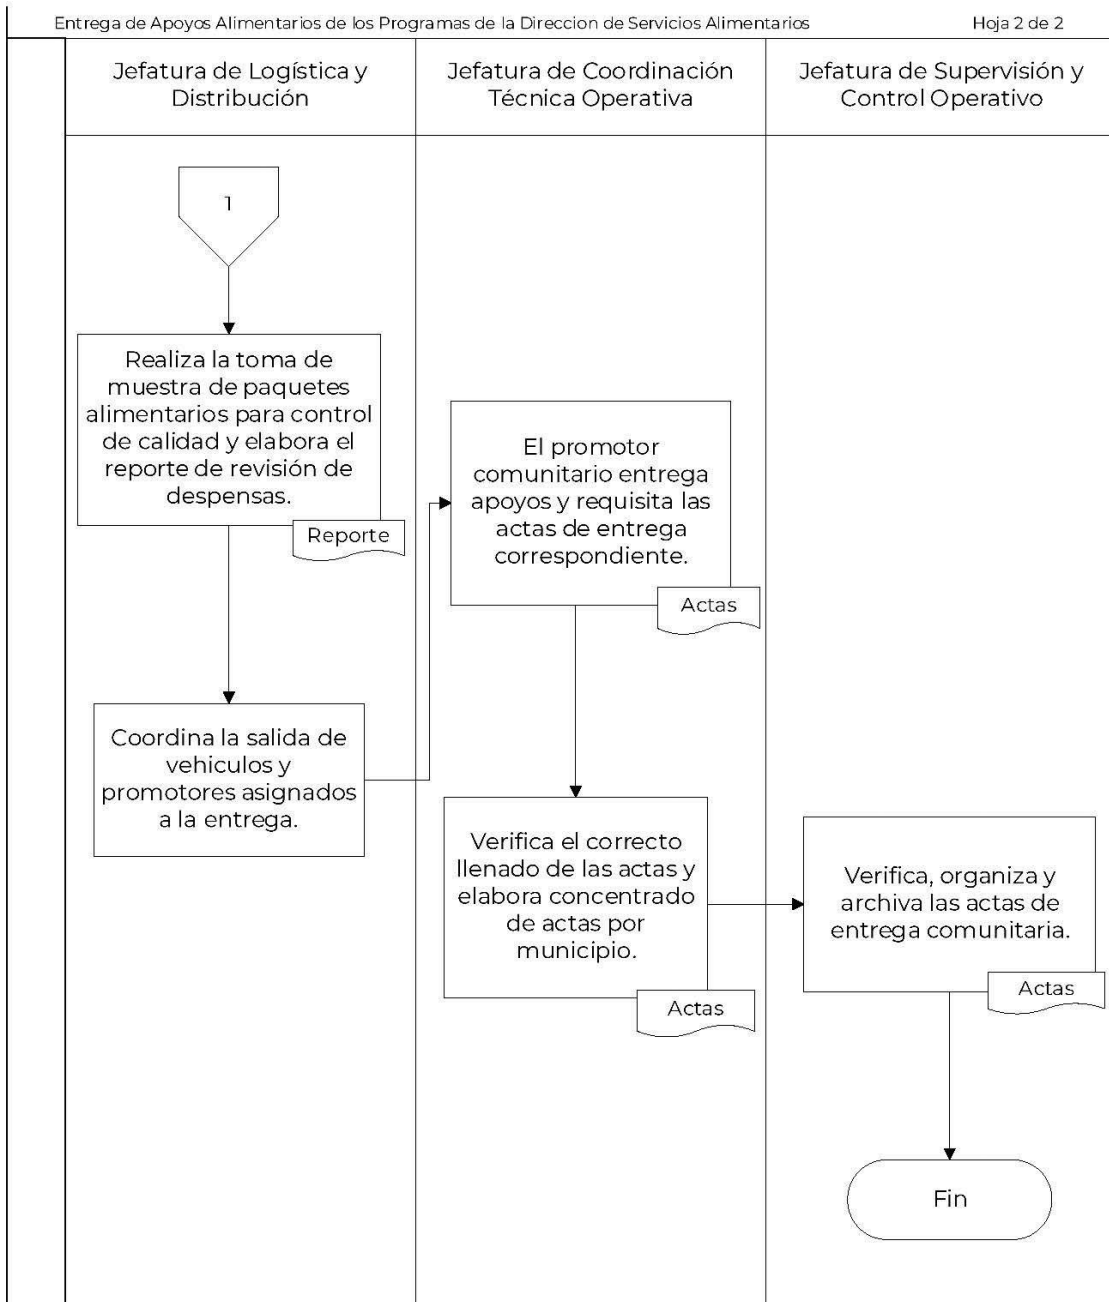 Entrega de Apoyos Alimentarios de los Programas de la Direccion de Servicios Alimentarios
Hoja 2 de 2
Jefatura de Logística y
Distribución
Jefatura de Coordinación
Técnica Operativa
Jefatura de Supervisión y
Control Operativo
1
Realiza la toma de
muestra de paquetes
alimentarios para control
de calidad y elabora el
reporte de revisión de
despensas.
Reporte
Coordina la salida de
vehiculos y
promotores asignados
a la entrega.
El promotor
comunitario entrega
apoyos y requisita las
actas de entrega
correspondiente.
Actas
Verifica el correcto
llenado de las actas y
elabora concentrado
de actas por
municipio.
Actas
Verifica, organiza y
archiva las actas de
entrega comunitaria.
Actas
Fin